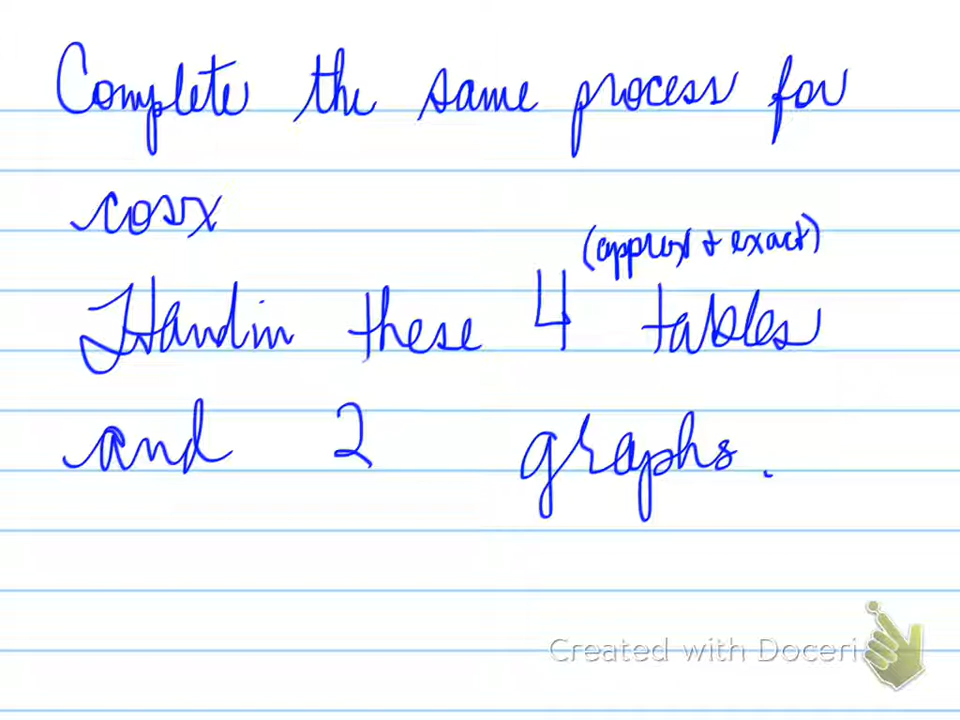 Complete the same process for
cosx
(approx + exact)
Handin these 4 tables
and 2 graphs.
Created with Doceri